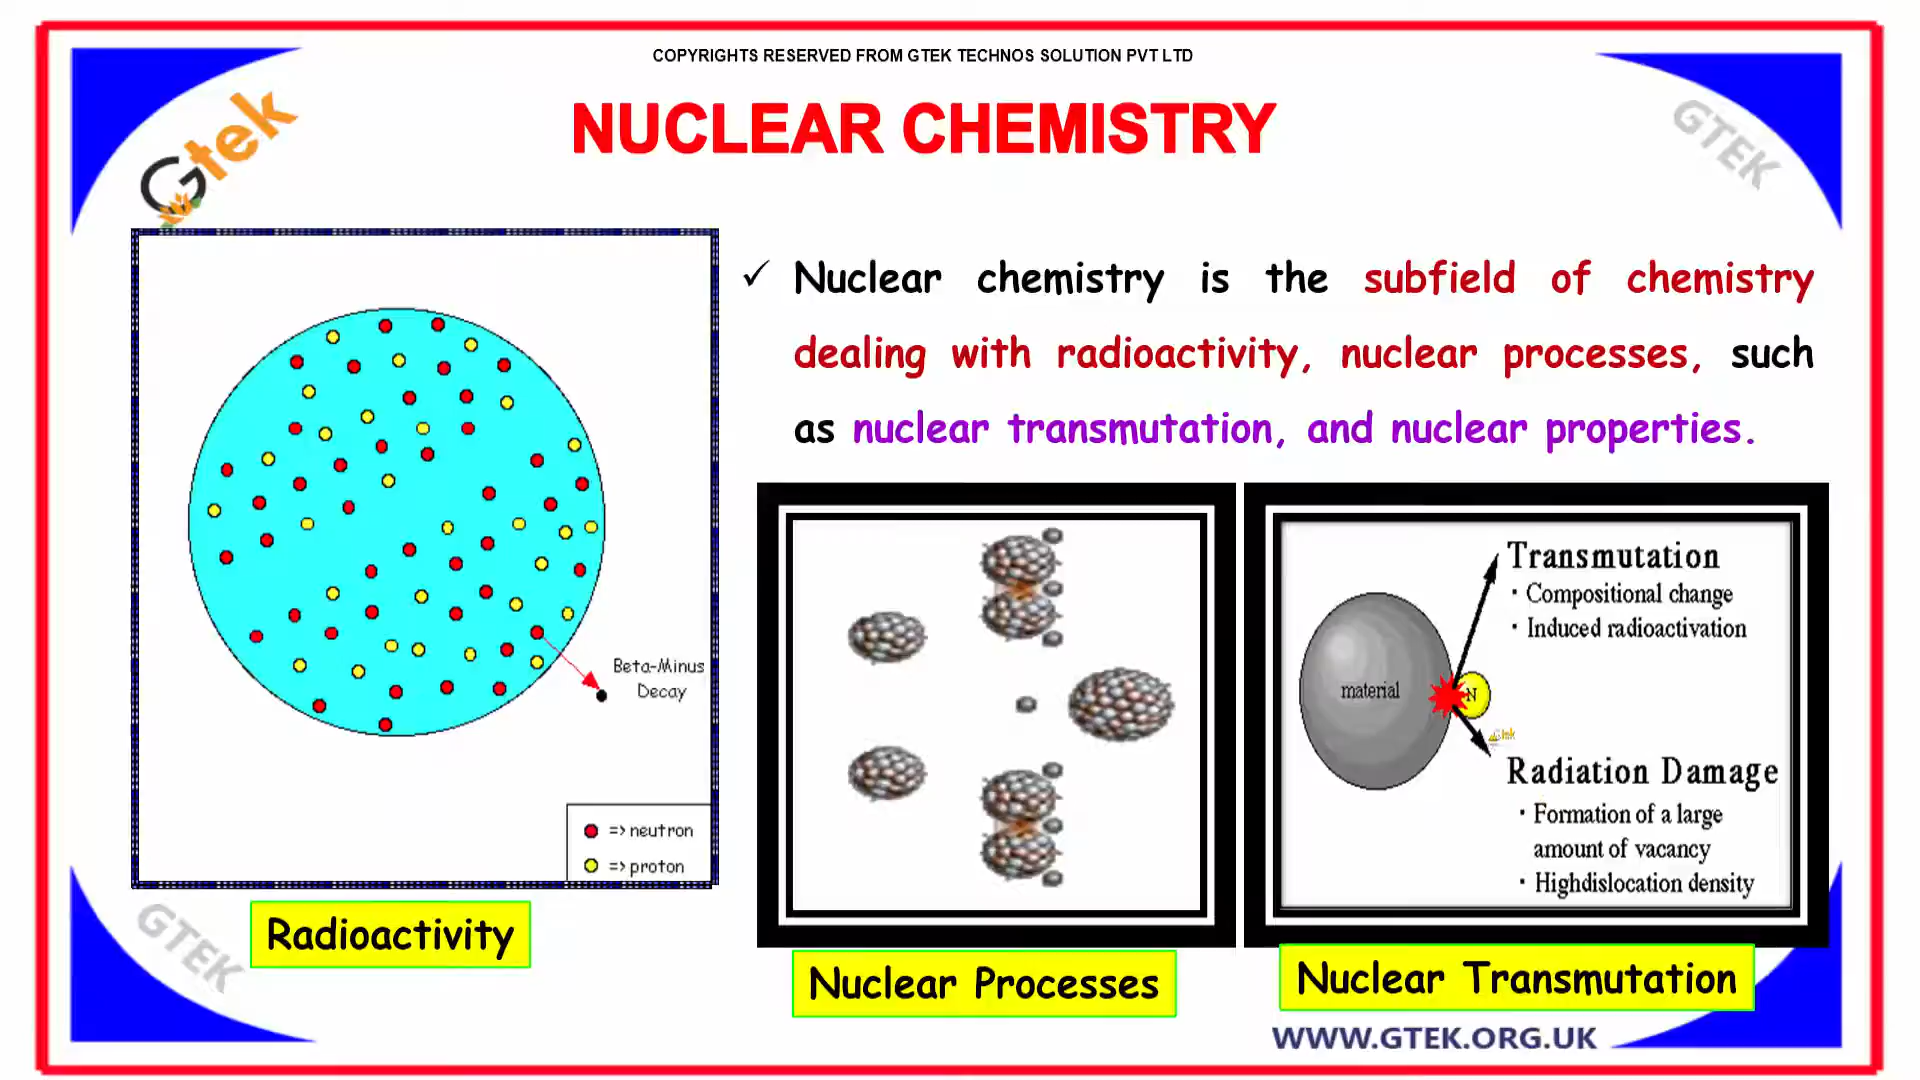 COPYRIGHTS RESERVED FROM GTEK TECHNOS SOLUTION PVT LTD
Gtek
GTEK
NUCLEAR CHEMISTRY
✓ Nuclear chemistry is the subfield of chemistry
dealing with radioactivity, nuclear processes, such
as nuclear transmutation, and nuclear properties.
Beta-Minus
Decay
=> neutron
=> proton
Radioactivity
Nuclear Processes
Transmutation
· Compositional change
· Induced radioactivation
material
N
Gtek
Radiation Damage
· Formation of a large
amount of vacancy
· Highdislocation density
Nuclear Transmutation
GTEK
WWW.GTEK.ORG.UK